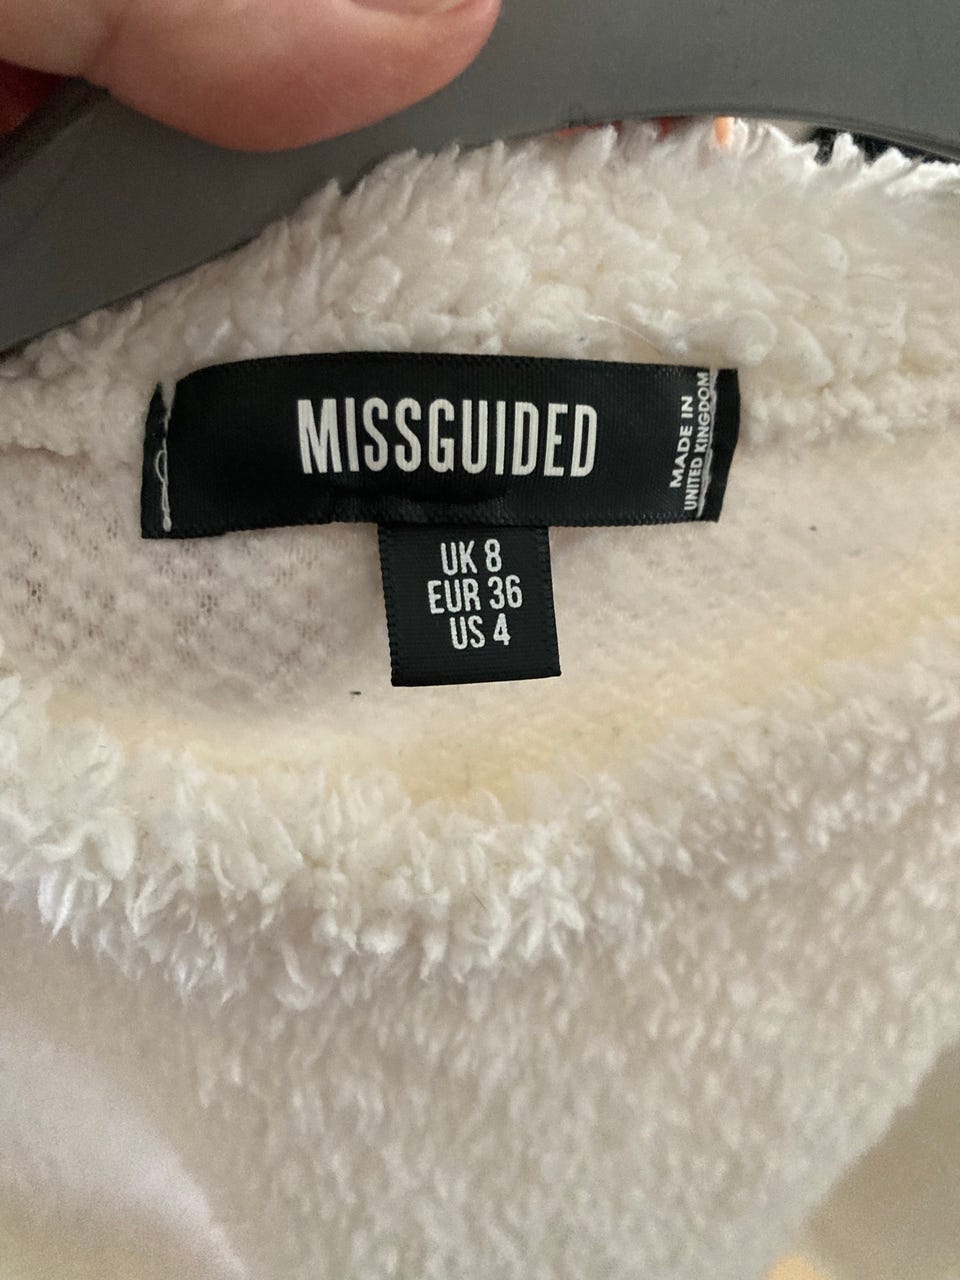 MISSGUIDED
MADE IN
UNITED KINGDOM
UK 8
EUR 36
US 4